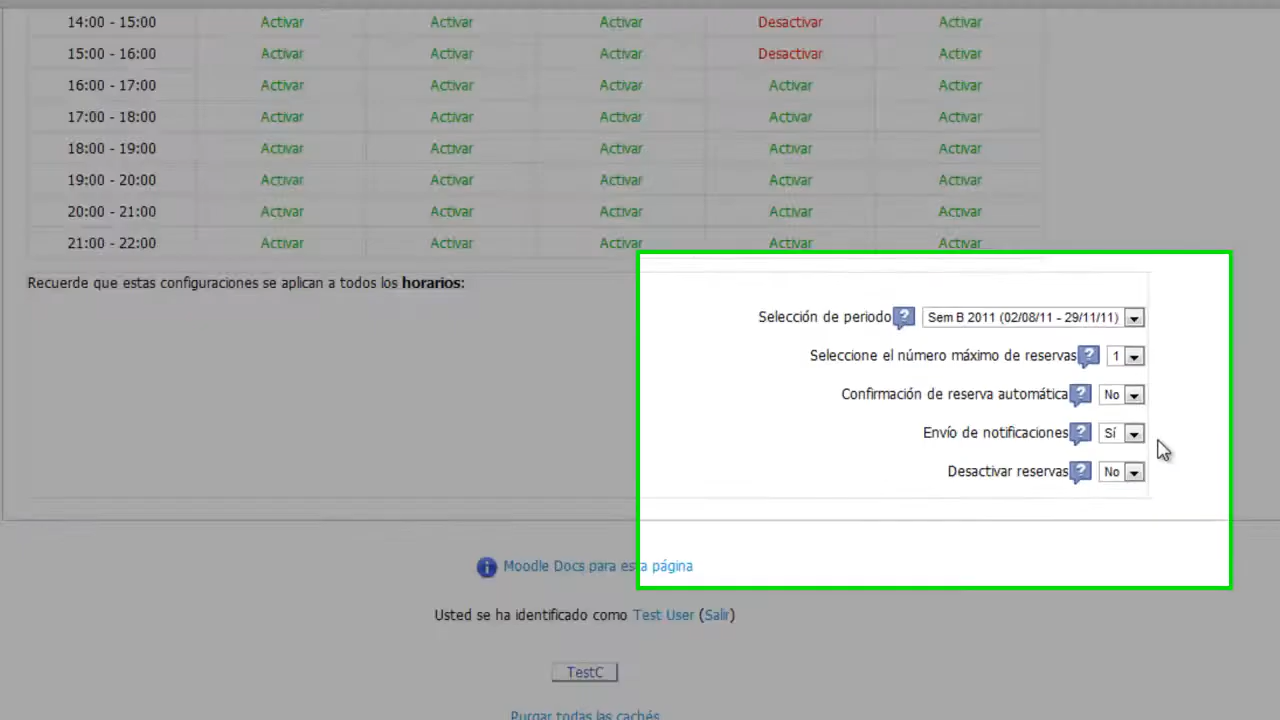 14:00 - 15:00 Activar Activar Activar Desactivar Activar
15:00 - 16:00 Activar Activar Activar Desactivar Activar
16:00 - 17:00 Activar Activar Activar Activar Activar
17:00 - 18:00 Activar Activar Activar Activar Activar
18:00 - 19:00 Activar Activar Activar Activar Activar
19:00 - 20:00 Activar Activar Activar Activar Activar
20:00 - 21:00 Activar Activar Activar Activar Activar
21:00 - 22:00 Activar Activar Activar Activar Activar
Recuerde que estas configuraciones se aplican a todos los horarios:
Selección de periodo ? Sem B 2011 (02/08/11 - 29/11/11)
Seleccione el número máximo de reservas ? 1
Confirmación de reserva automática ? No
Envío de notificaciones ? Sí
Desactivar reservas ? No
i Moodle Docs para esta página
Usted se ha identificado como Test User (Salir)
TestC
Purgar todas las cachés